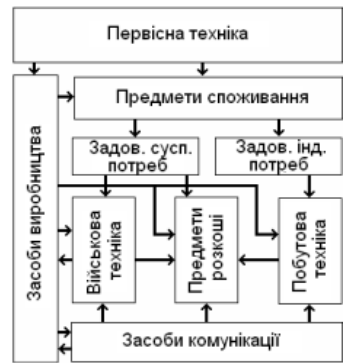 Первісна техніка
Засоби виробництва
Предмети споживання
Задов. сусп.
потреб
Задов. інд.
потреб
Військова
техніка
Предмети
розкоші
Побутова
техніка
Засоби комунікації